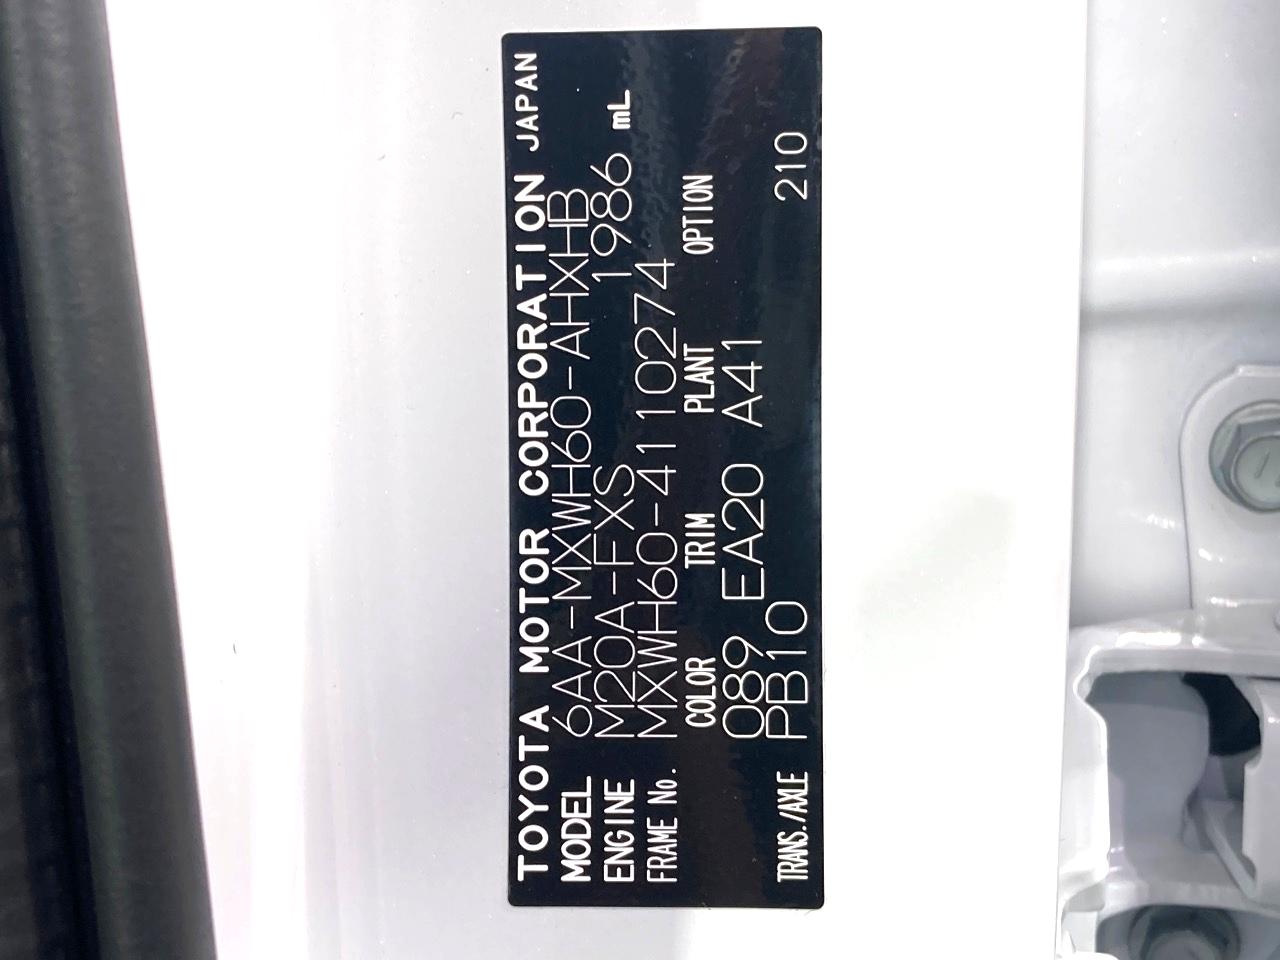 TOYOTA MOTOR CORPORATION JAPAN
MODEL 6AA-MXWH60-AHXHB
ENGINE M20A-FXS 1986 mL
FRAME No. MXWH60-4110274
COLOR TRIM PLANT OPTION
089 EA20 A41
TRANS./AXLE PB10 210